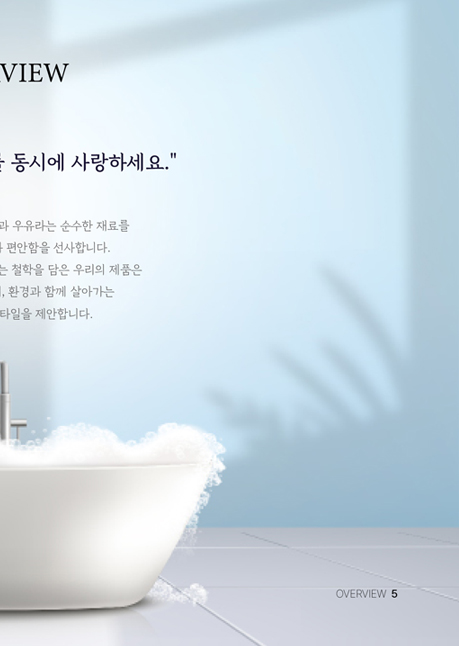 VIEW
동시에 사랑하세요."
과 우유라는 순수한 재료를
편안함을 선사합니다.
는 철학을 담은 우리의 제품은
, 환경과 함께 살아가는
타일을 제안합니다.
OVERVIEW 5